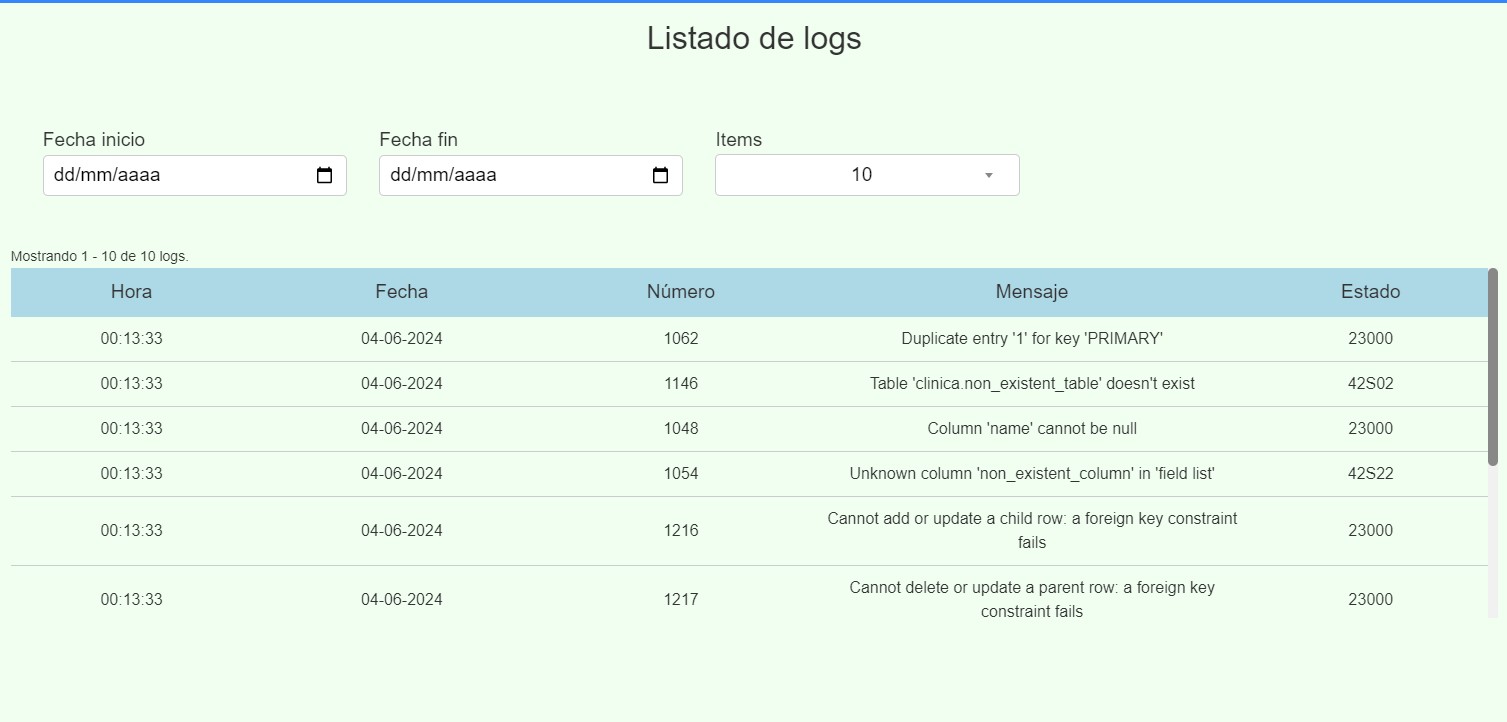 Listado de logs
Fecha inicio Fecha fin Items
dd/mm/aaaa dd/mm/aaaa 10
Mostrando 1 - 10 de 10 logs.
Hora Fecha Número Mensaje Estado
00:13:33 04-06-2024 1062 Duplicate entry '1' for key 'PRIMARY' 23000
00:13:33 04-06-2024 1146 Table 'clinica.non_existent_table' doesn't exist 42S02
00:13:33 04-06-2024 1048 Column 'name' cannot be null 23000
00:13:33 04-06-2024 1054 Unknown column 'non_existent_column' in 'field list' 42S22
00:13:33 04-06-2024 1216 Cannot add or update a child row: a foreign key constraint 23000
fails
00:13:33 04-06-2024 1217 Cannot delete or update a parent row: a foreign key 23000
constraint fails